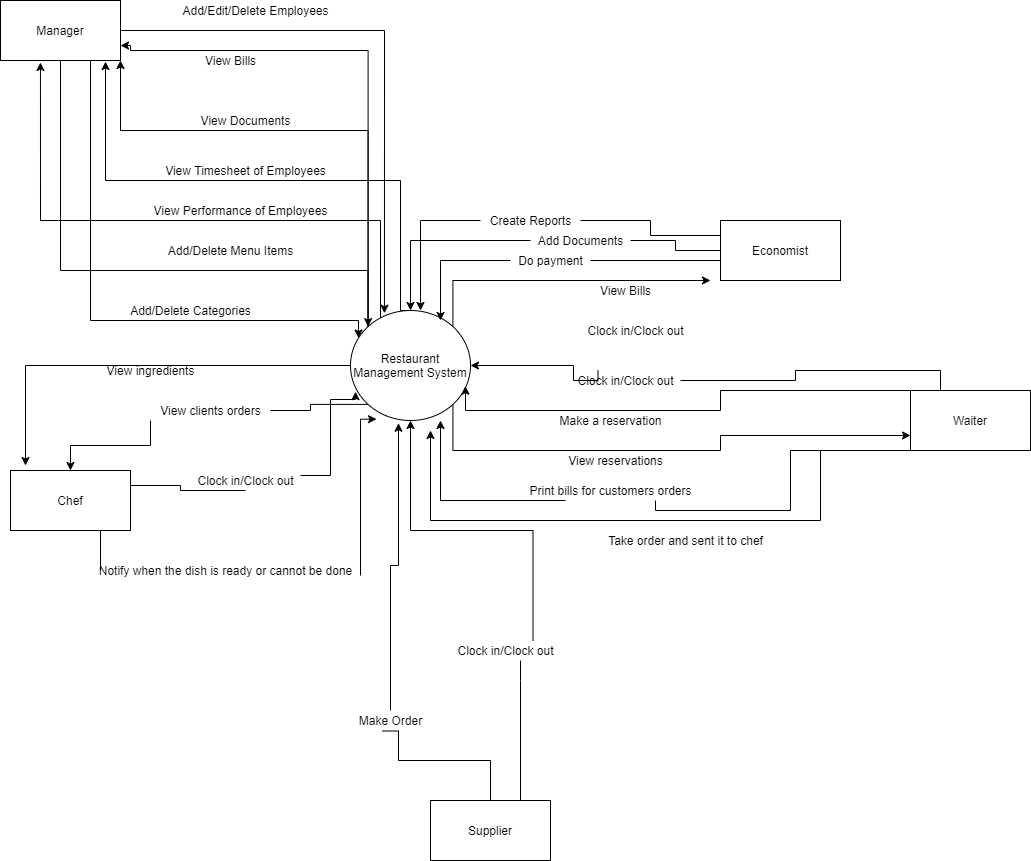 Add/Edit/Delete Employees
Manager
View Bills
View Documents
View Timesheet of Employees
View Performance of Employees
Create Reports
Add Documents
Economist
Add/Delete Menu Items
Do payment
View Bills
Add/Delete Categories
Clock in/Clock out
Restaurant
Management System
View ingredients
Clock in/Clock out
View clients orders
Make a reservation
Waiter
View reservations
Clock in/Clock out
Print bills for customers orders
Chef
Take order and sent it to chef
Notify when the dish is ready or cannot be done
Clock in/Clock out
Make Order
Supplier